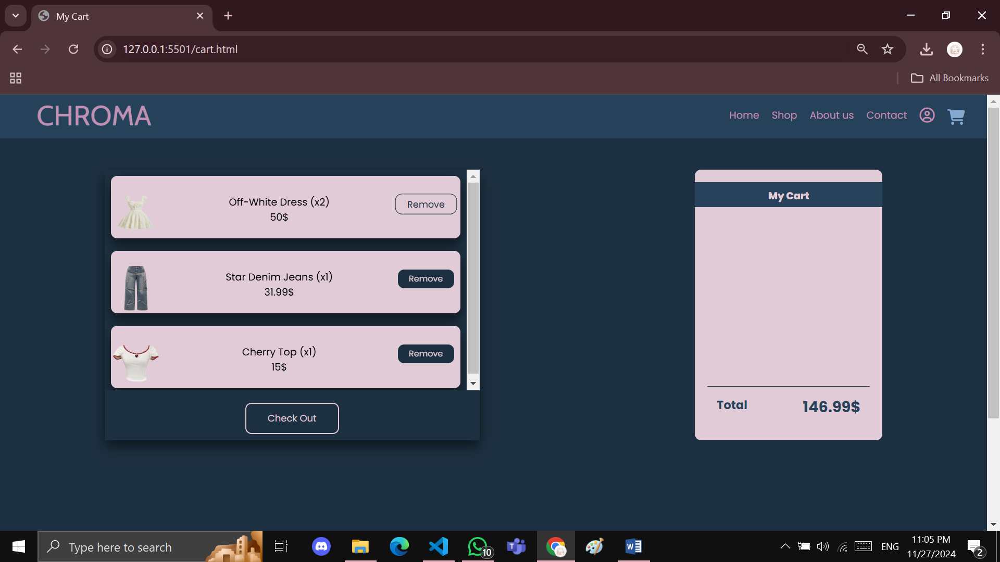 My Cart
127.0.0.1:5501/cart.html
All Bookmarks
CHROMA
Home Shop About us Contact
Off-White Dress (x2)
50$
Remove
Star Denim Jeans (x1)
31.99$
Remove
Cherry Top (x1)
15$
Remove
Check Out
My Cart
Total 146.99$
Type here to search
10
ENG
11:05 PM
11/27/2024
2